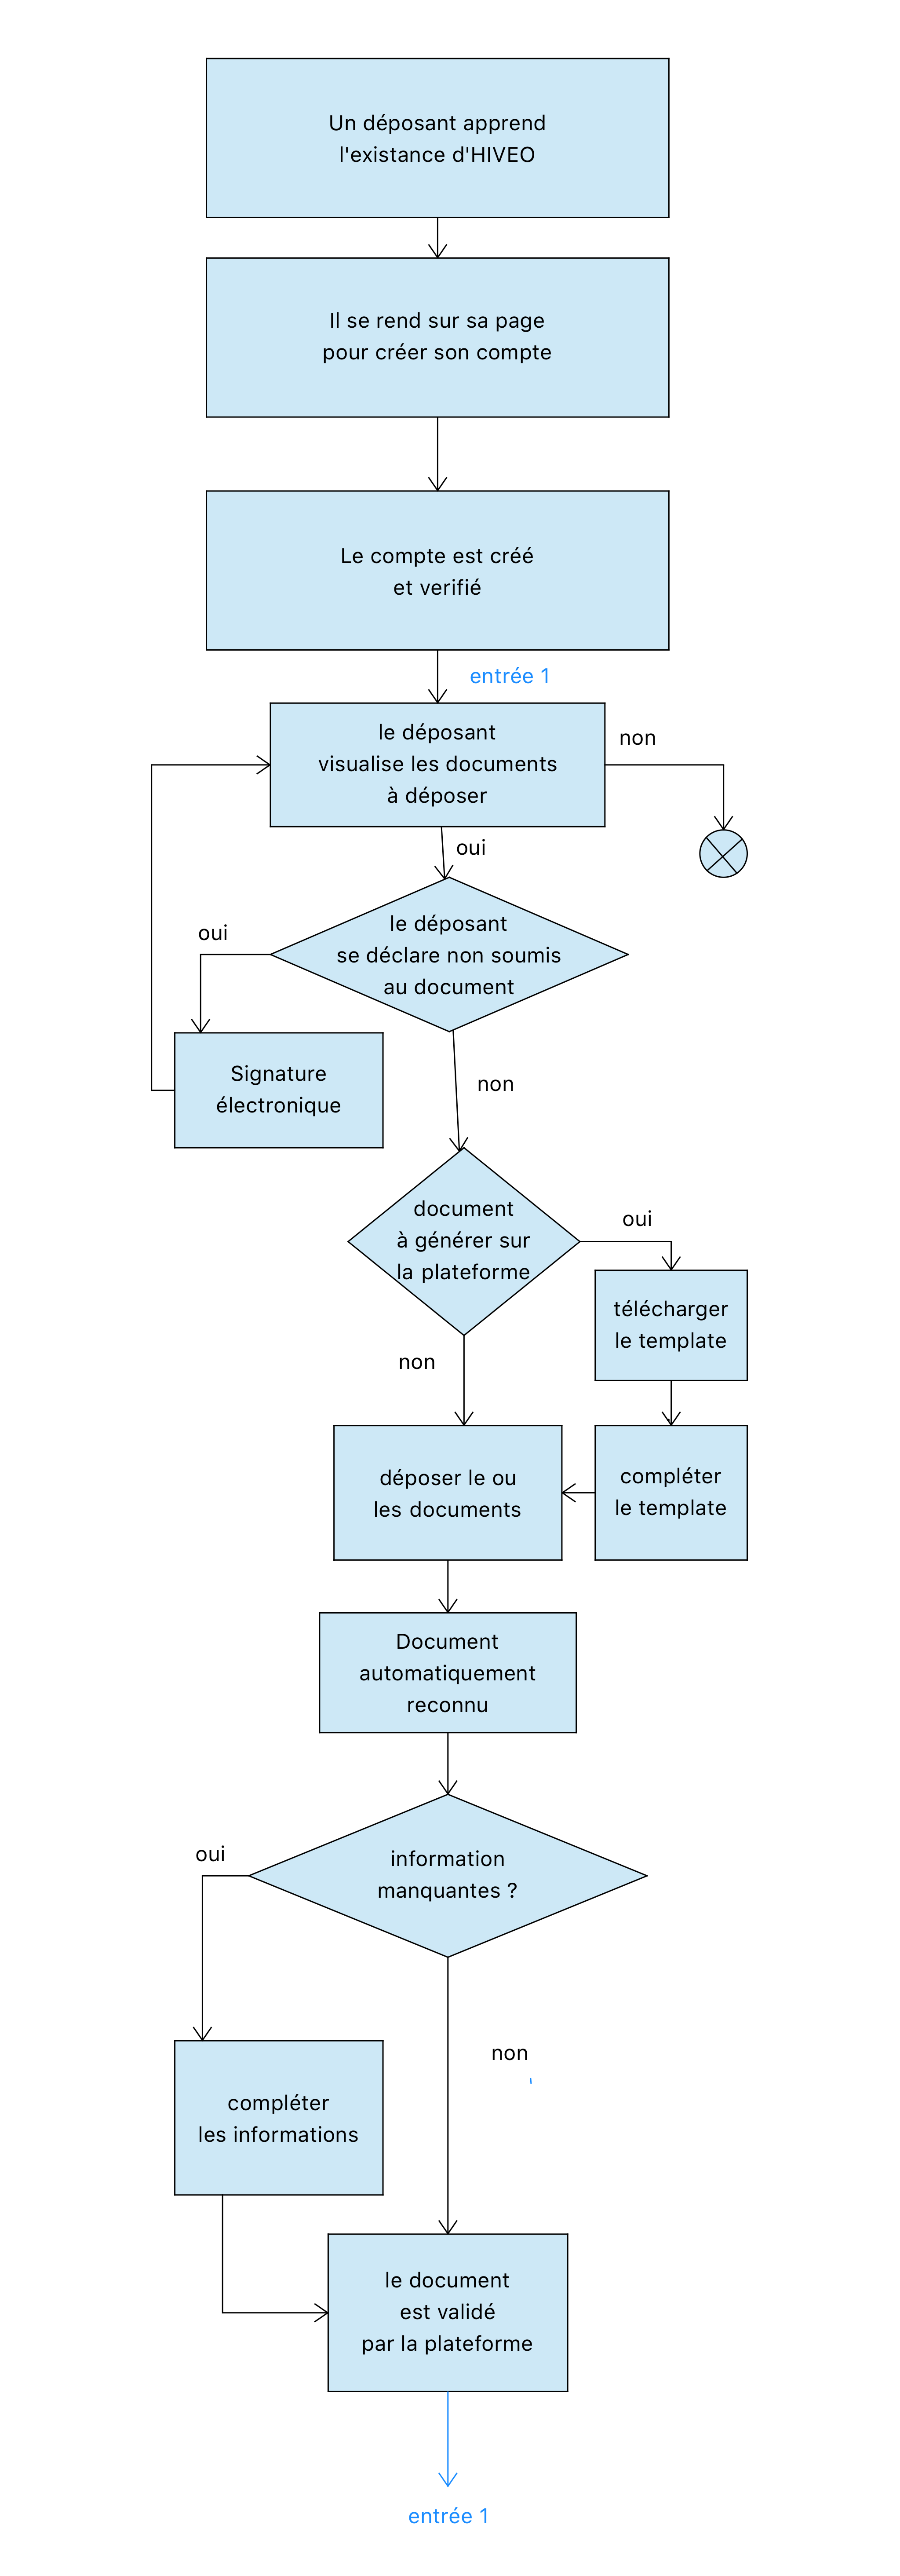 Un déposant apprend
l'existance d'HIVEO
Il se rend sur sa page
pour créer son compte
Le compte est créé
et verifié
entrée 1
le déposant
visualise les documents
à déposer
non
oui
le déposant
se déclare non soumis
au document
oui
Signature
électronique
non
document
à générer sur
la plateforme
oui
télécharger
le template
non
déposer le ou
les documents
compléter
le template
Document
automatiquement
reconnu
information
manquantes ?
oui
non
compléter
les informations
le document
est validé
par la plateforme
entrée 1